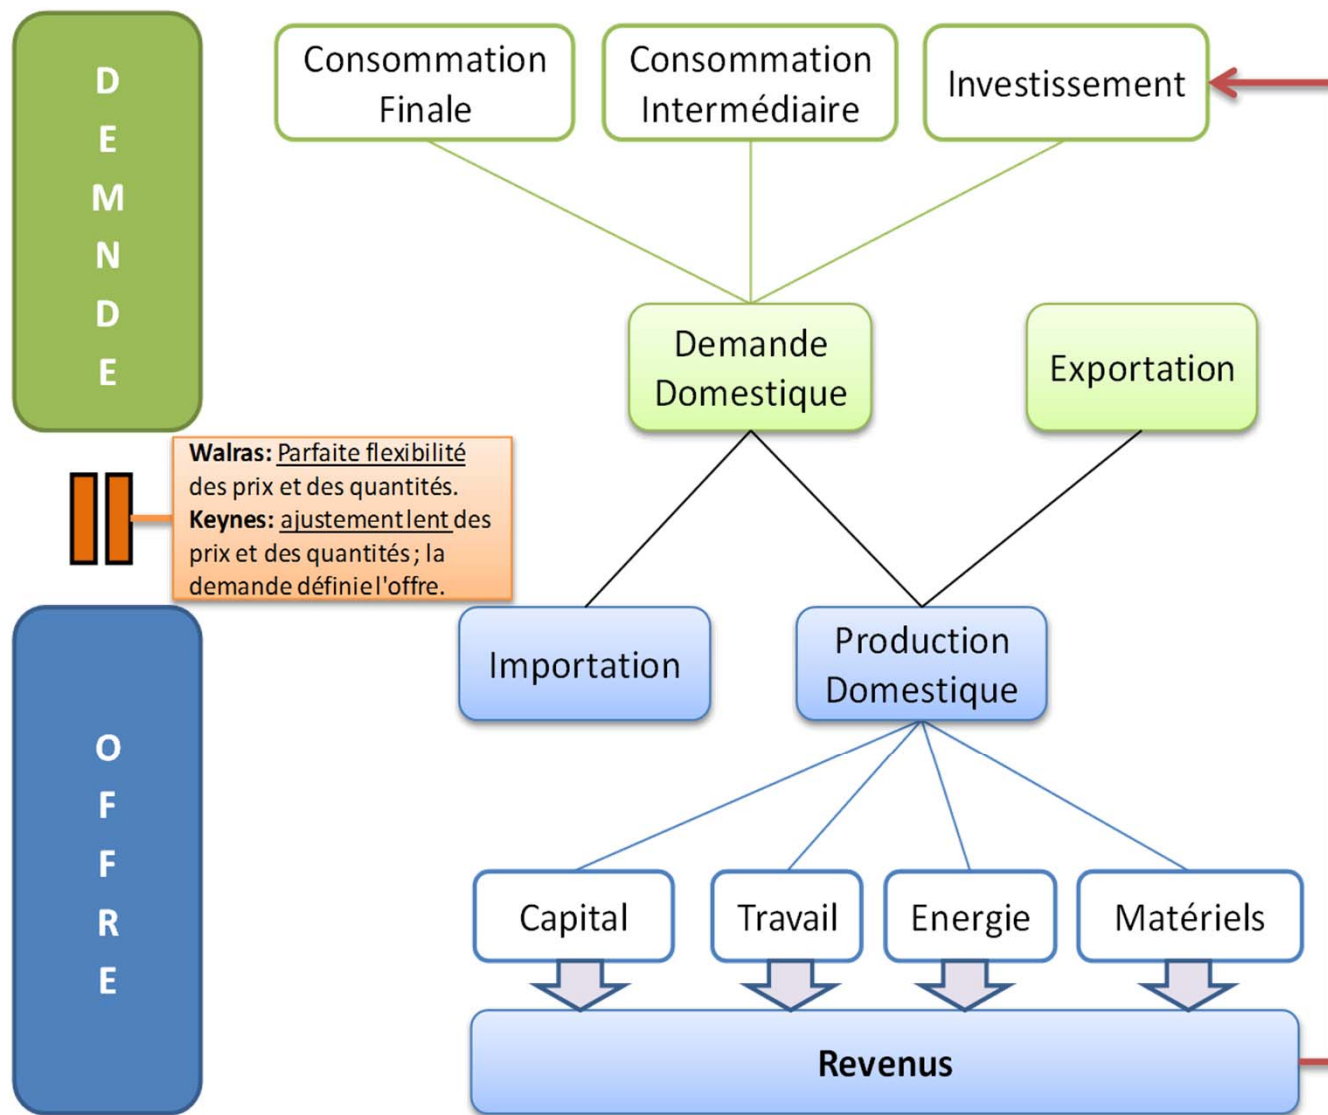 D
E
M
N
D
E
Consommation
Finale
Consommation
Intermédiaire
Investissement
Demande
Domestique
Exportation
Walras: Parfaite flexibilité
des prix et des quantités.
Keynes: ajustement lent des
prix et des quantités ; la
demande définie l'offre.
O
F
F
R
E
Importation
Production
Domestique
Capital
Travail
Energie
Matériels
Revenus